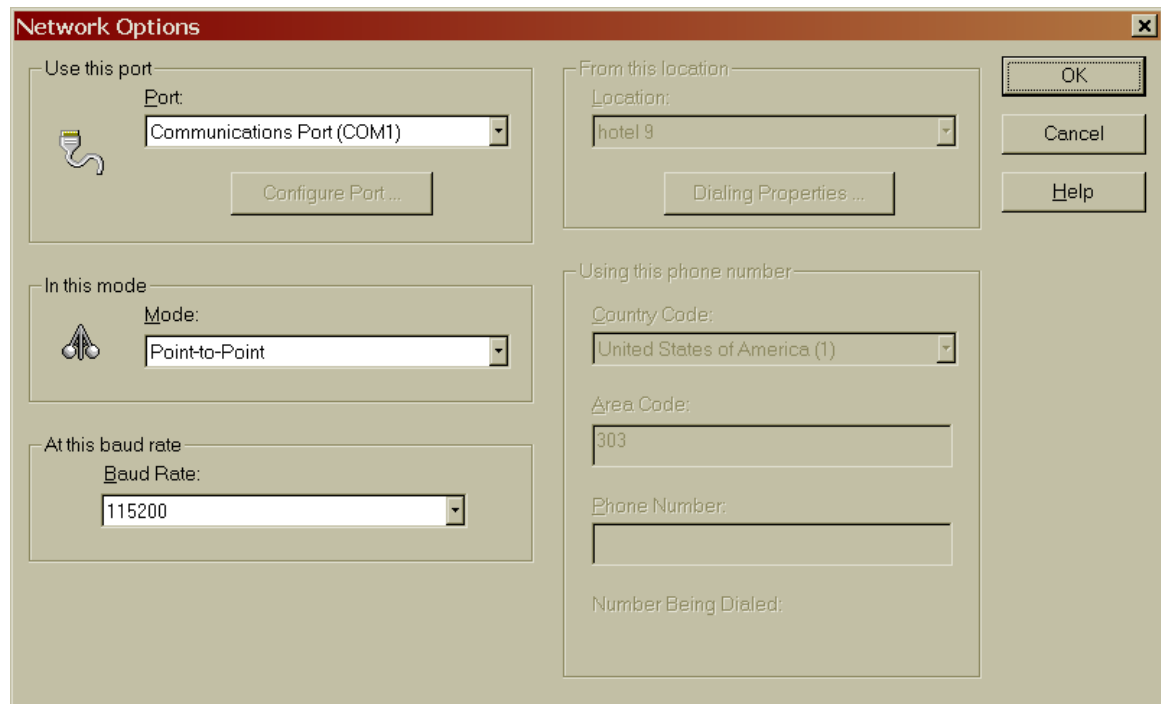 Network Options
Use this port
Port:
Communications Port (COM1)
Configure Port ...
In this mode
Mode:
Point-to-Point
At this baud rate
Baud Rate:
115200
From this location
Location:
hotel 9
Dialing Properties ...
Using this phone number
Country Code:
United States of America (1)
Area Code:
303
Phone Number:
Number Being Dialed:
OK
Cancel
Help